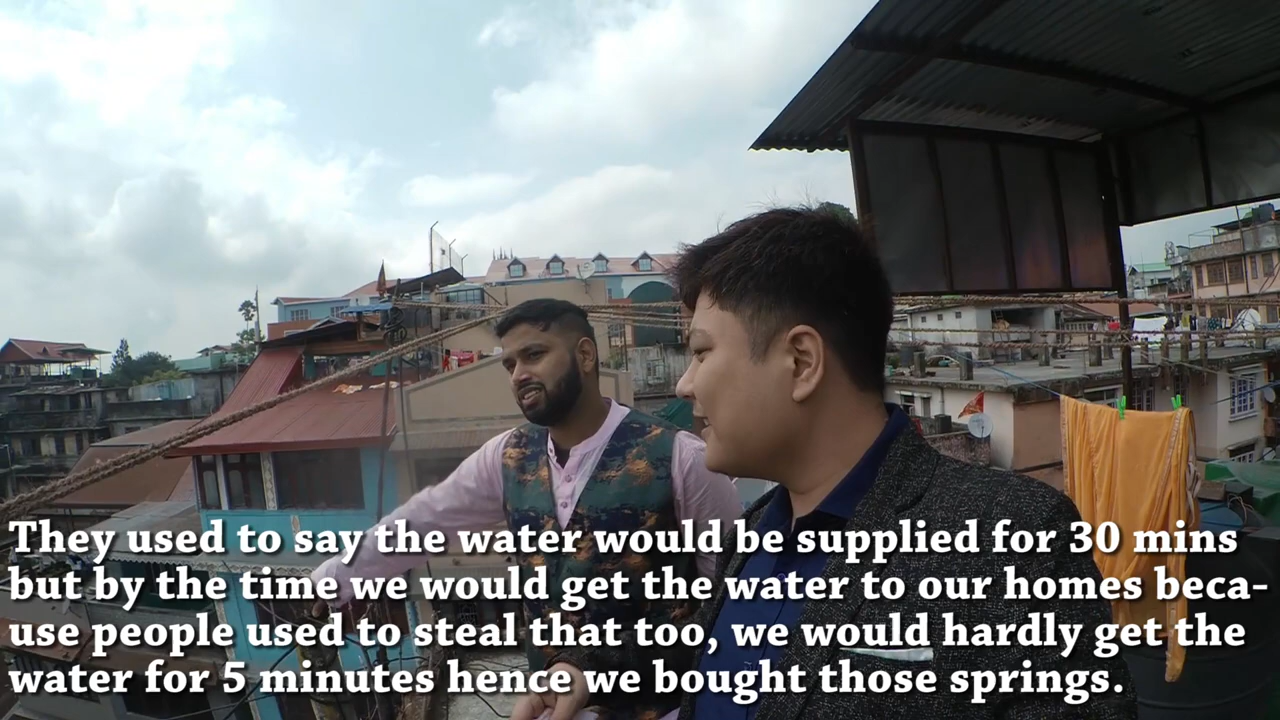 They used to say the water would be supplied for 30 mins
but by the time we would get the water to our homes beca-
use people used to steal that too, we would hardly get the
water for 5 minutes hence we bought those springs.